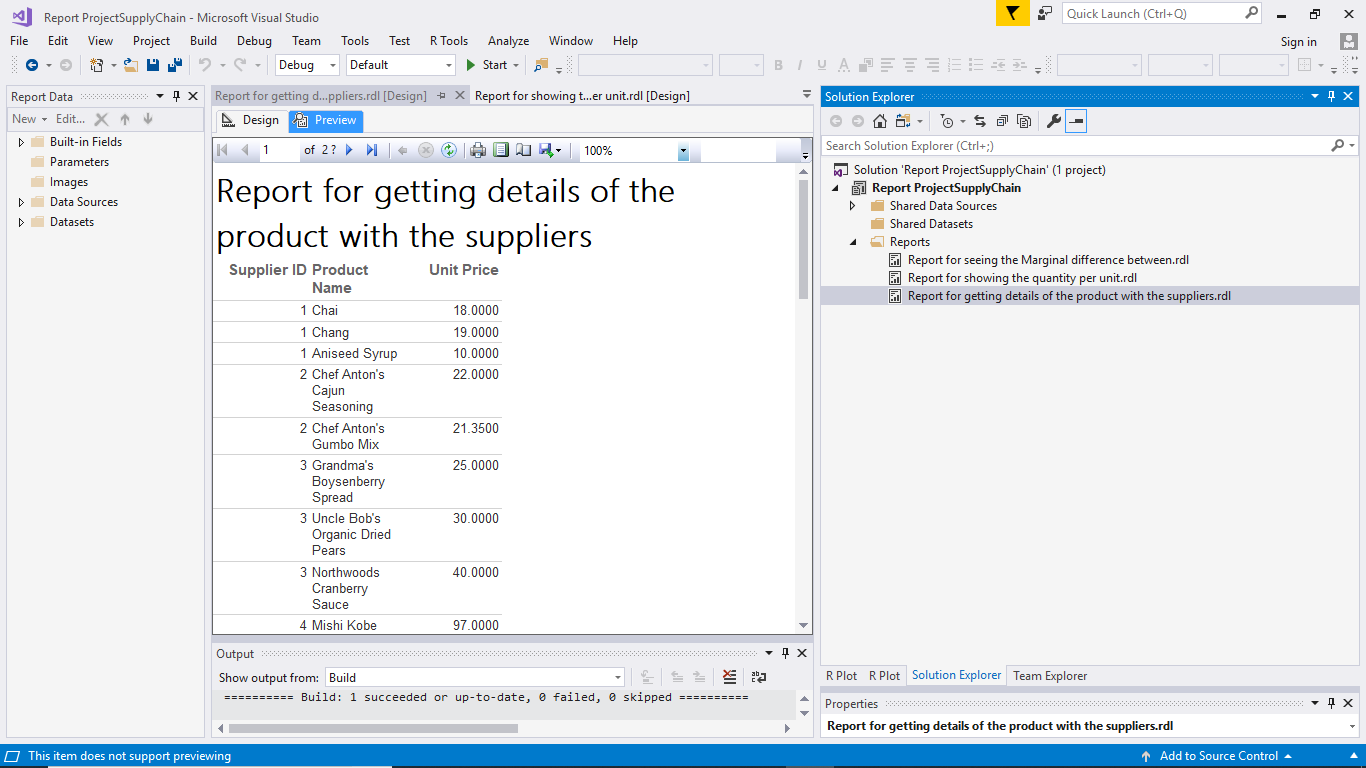 Report ProjectSupplyChain - Microsoft Visual Studio
Quick Launch (Ctrl+Q)
File Edit View Project Build Debug Team Tools Test R Tools Analyze Window Help
Sign in
Debug Default Start B I U A
Report Data
New Edit...
Built-in Fields
Parameters
Images
Data Sources
Datasets
Report for getting d...ppliers.rdl [Design] Report for showing t...er unit.rdl [Design]
Design Preview
1 of 2 ? 100%
Report for getting details of the
product with the suppliers
Supplier ID Product Unit Price
Name
1 Chai 18.0000
1 Chang 19.0000
1 Aniseed Syrup 10.0000
2 Chef Anton's 22.0000
Cajun
Seasoning
2 Chef Anton's 21.3500
Gumbo Mix
3 Grandma's 25.0000
Boysenberry
Spread
3 Uncle Bob's 30.0000
Organic Dried
Pears
3 Northwoods 40.0000
Cranberry
Sauce
4 Mishi Kobe 97.0000
Output
Show output from: Build
========== Build: 1 succeeded or up-to-date, 0 failed, 0 skipped ==========
Solution Explorer
Search Solution Explorer (Ctrl+;)
Solution 'Report ProjectSupplyChain' (1 project)
Report ProjectSupplyChain
Shared Data Sources
Shared Datasets
Reports
Report for seeing the Marginal difference between.rdl
Report for showing the quantity per unit.rdl
Report for getting details of the product with the suppliers.rdl
R Plot R Plot Solution Explorer Team Explorer
Properties
Report for getting details of the product with the suppliers.rdl
This item does not support previewing
Add to Source Control